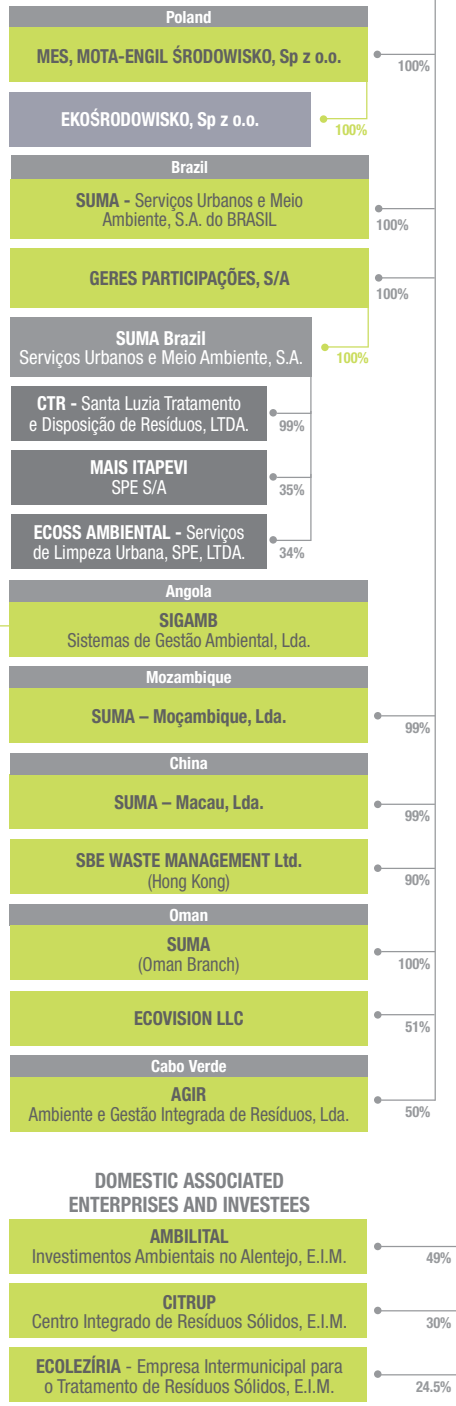 Poland
MES, MOTA-ENGIL ŚRODOWISKO, Sp z o.o.
100%
EKOŚRODOWISKO, Sp z o.o.
100%
Brazil
SUMA - Serviços Urbanos e Meio
Ambiente, S.A. do BRASIL
100%
GERES PARTICIPAÇÕES, S/A
100%
SUMA Brazil
Serviços Urbanos e Meio Ambiente, S.A.
100%
CTR - Santa Luzia Tratamento
e Disposição de Resíduos, LTDA.
99%
MAIS ITAPEVI
SPE S/A
35%
ECOSS AMBIENTAL - Serviços
de Limpeza Urbana, SPE, LTDA.
34%
Angola
SIGAMB
Sistemas de Gestão Ambiental, Lda.
Mozambique
SUMA – Moçambique, Lda.
99%
China
SUMA – Macau, Lda.
99%
SBE WASTE MANAGEMENT Ltd.
(Hong Kong)
90%
Oman
SUMA
(Oman Branch)
100%
ECOVISION LLC
51%
Cabo Verde
AGIR
Ambiente e Gestão Integrada de Resíduos, Lda.
50%
DOMESTIC ASSOCIATED
ENTERPRISES AND INVESTEES
AMBILITAL
Investimentos Ambientais no Alentejo, E.I.M.
49%
CITRUP
Centro Integrado de Resíduos Sólidos, E.I.M.
30%
ECOLEZÍRIA - Empresa Intermunicipal para
o Tratamento de Resíduos Sólidos, E.I.M.
24.5%